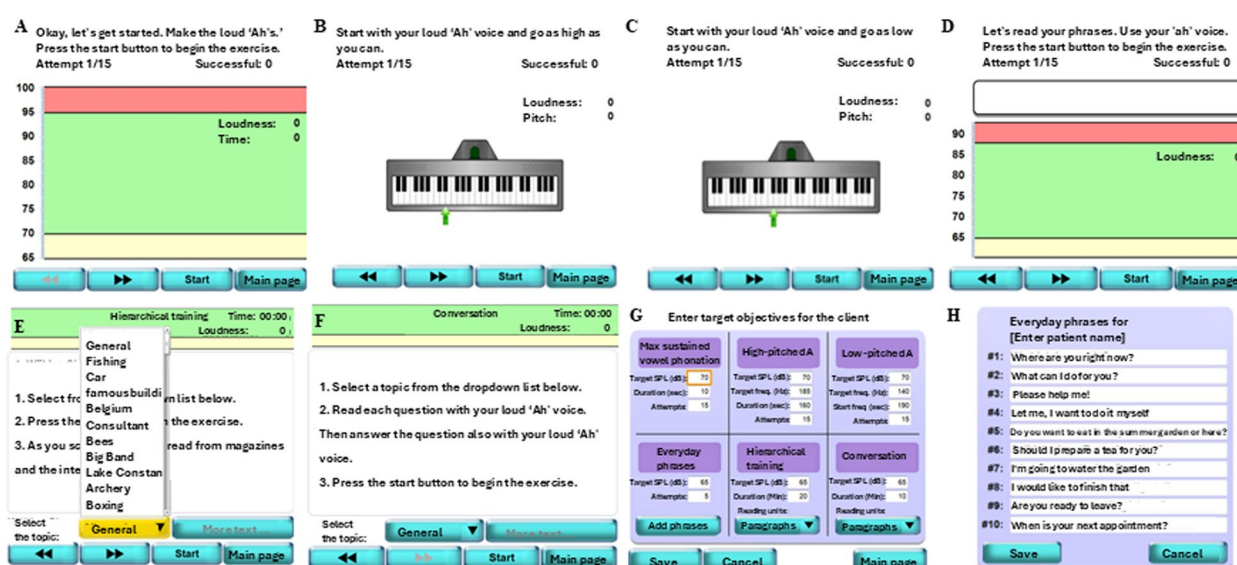 A
Okay, let's get started. Make the loud 'Ah's.'
Press the start button to begin the exercise.
Attempt 1/15 Successful: 0
100
95
90
85
80
75
70
65
Loudness: 0
Time: 0
Start
Main page
B
Start with your loud 'Ah' voice and go as high as
you can.
Attempt 1/15 Successful: 0
Loudness: 0
Pitch: 0
Start
Main page
C
Start with your loud 'Ah' voice and go as low
as you can.
Attempt 1/15 Successful: 0
Loudness: 0
Pitch: 0
Start
Main page
D
Let's read your phrases. Use your 'ah' voice.
Press the start button to begin the exercise.
Attempt 1/15 Successful: 0
90
85
80
75
70
65
Loudness:
Start
Main page
E
Hierarchical training Time: 00:00
Loudness: 0
General
Fishing
Car
famousbuildi
Belgium
Consultant
Bees
Big Band
Lake Constan
Archery
Boxing
1. Select wn list below.
2. Press the the exercise.
3. As you read from magazines
and the
Select
the topic:
General
More text...
Start
Main page
F
Conversation Time: 00:00
Loudness: 0
1. Select a topic from the dropdown list below.
2. Read each question with your loud 'Ah' voice.
Then answer the question also with your loud 'Ah'
voice.
3. Press the start button to begin the exercise.
Select
the topic:
General
More text...
Start
Main page
G
Enter target objectives for the client
Max sustained
vowel phonation
Target SPL (dB): 70
Duration (sec): 10
Attempts: 15
High-pitched A
Target SPL (dB): 70
Target freq. (Hz): 185
Duration (sec): 160
Attempts: 15
Low-pitched A
Target SPL (dB): 70
Target freq. (Hz): 140
Start freq (sec): 190
Attempts: 15
Everyday
phrases
Target SPL (dB): 65
Attempts: 5
Add phrases
Hierarchical
training
Target SPL (dB): 65
Duration (Min): 20
Reading units:
Paragraphs
Conversation
Target SPL (dB): 65
Duration (Min): 10
Reading units
Paragraphs
Save
Cancel
Main page
H
Everyday phrases for
[Enter patient name]
#1: Where are you right now?
#2: What can I do for you?
#3: Please help me!
#4: Let me, I want to do it myself
#5: Do you want to eat in the summer garden or here?
#6: Should I prepare a tea for you?
#7: I'm going to water the garden
#8: I would like to finish that
#9: Are you ready to leave?
#10: When is your next appointment?
Save
Cancel